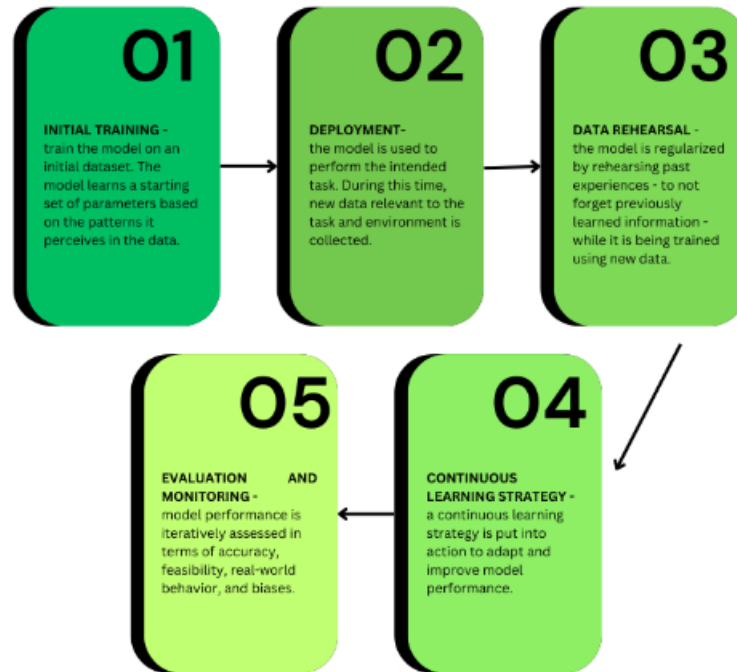 01
INITIAL TRAINING -
train the model on an
initial dataset. The
model learns a starting
set of parameters based
on the patterns it
perceives in the data.
02
DEPLOYMENT-
the model is used to
perform the intended
task. During this time,
new data relevant to the
task and environment is
collected.
03
DATA REHEARSAL -
the model is regularized
by rehearsing past
experiences - to not
forget previously
learned information -
while it is being trained
using new data.
04
CONTINUOUS
LEARNING STRATEGY -
a continuous learning
strategy is put into
action to adapt and
improve model
performance.
05
EVALUATION AND
MONITORING -
model performance is
iteratively assessed in
terms of accuracy,
feasibility, real-world
behavior, and biases.